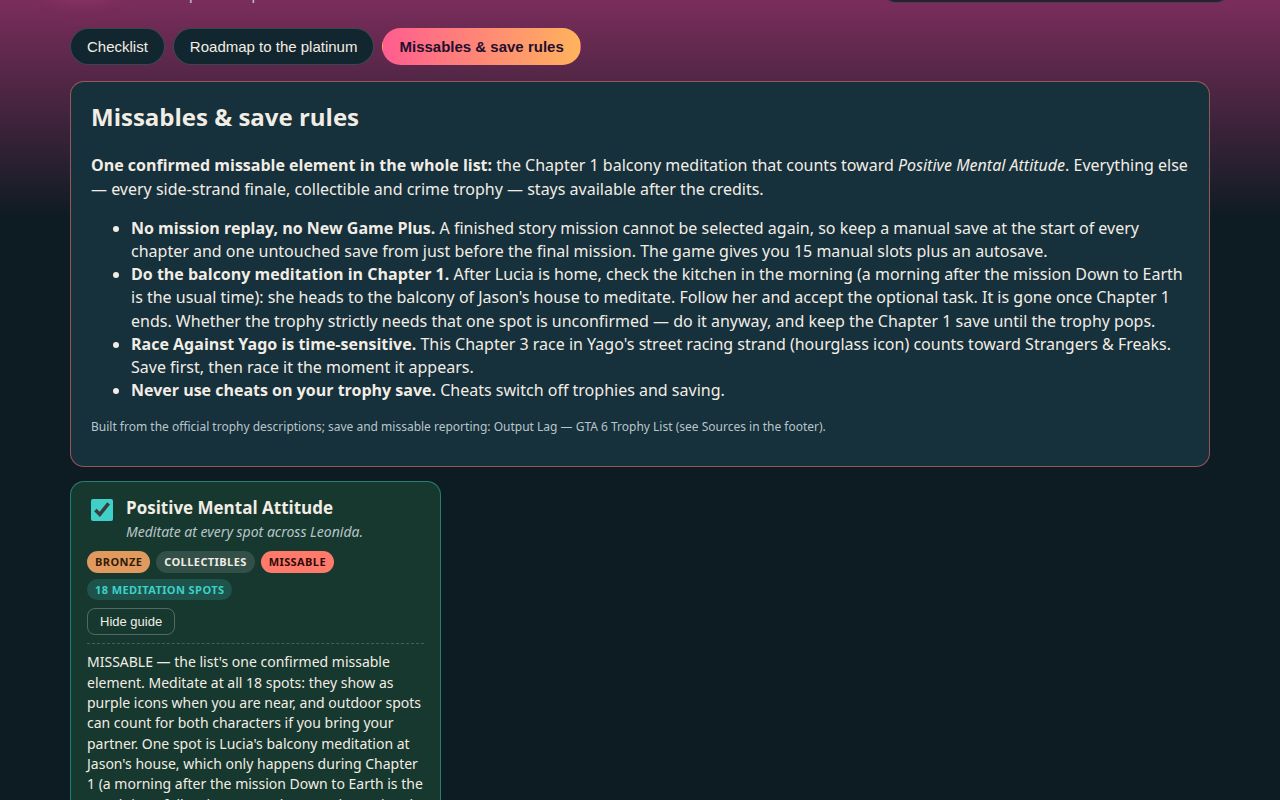 Checklist
Roadmap to the platinum
Missables & save rules
Missables & save rules
One confirmed missable element in the whole list: the Chapter 1 balcony meditation that counts toward Positive Mental Attitude. Everything else
— every side-strand finale, collectible and crime trophy — stays available after the credits.
No mission replay, no New Game Plus. A finished story mission cannot be selected again, so keep a manual save at the start of every
chapter and one untouched save from just before the final mission. The game gives you 15 manual slots plus an autosave.
Do the balcony meditation in Chapter 1. After Lucia is home, check the kitchen in the morning (a morning after the mission Down to Earth
is the usual time): she heads to the balcony of Jason's house to meditate. Follow her and accept the optional task. It is gone once Chapter 1
ends. Whether the trophy strictly needs that one spot is unconfirmed — do it anyway, and keep the Chapter 1 save until the trophy pops.
Race Against Yago is time-sensitive. This Chapter 3 race in Yago's street racing strand (hourglass icon) counts toward Strangers & Freaks.
Save first, then race it the moment it appears.
Never use cheats on your trophy save. Cheats switch off trophies and saving.
Built from the official trophy descriptions; save and missable reporting: Output Lag — GTA 6 Trophy List (see Sources in the footer).
Positive Mental Attitude
Meditate at every spot across Leonida.
BRONZE COLLECTIBLES MISSABLE
18 MEDITATION SPOTS
Hide guide
MISSABLE — the list's one confirmed missable
element. Meditate at all 18 spots: they show as
purple icons when you are near, and outdoor spots
can count for both characters if you bring your
partner. One spot is Lucia's balcony meditation at
Jason's house, which only happens during Chapter
1 (a morning after the mission Down to Earth is the